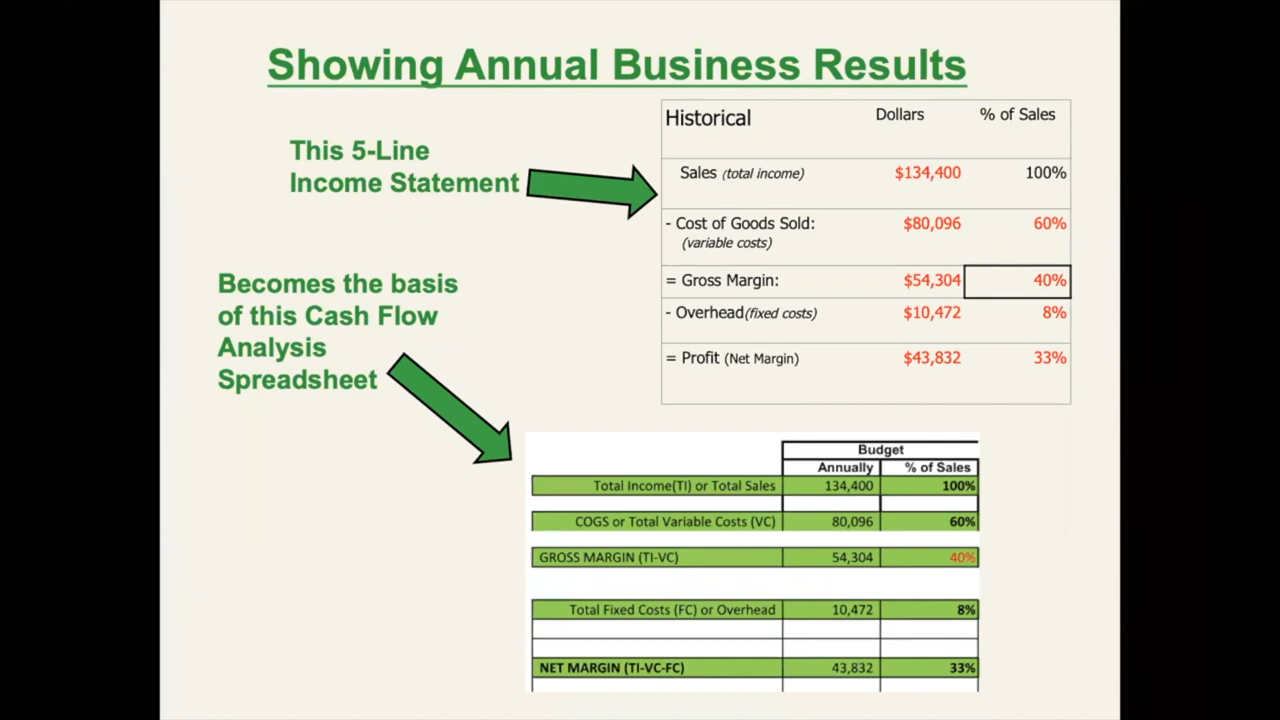 Showing Annual Business Results
This 5-Line
Income Statement
Historical Dollars % of Sales
Sales (total income) $134,400 100%
- Cost of Goods Sold: $80,096 60%
(variable costs)
= Gross Margin: $54,304 40%
- Overhead(fixed costs) $10,472 8%
= Profit (Net Margin) $43,832 33%
Becomes the basis
of this Cash Flow
Analysis
Spreadsheet
Budget
Annually % of Sales
Total Income(TI) or Total Sales 134,400 100%
COGS or Total Variable Costs (VC) 80,096 60%
GROSS MARGIN (TI-VC) 54,304 40%
Total Fixed Costs (FC) or Overhead 10,472 8%
NET MARGIN (TI-VC-FC) 43,832 33%